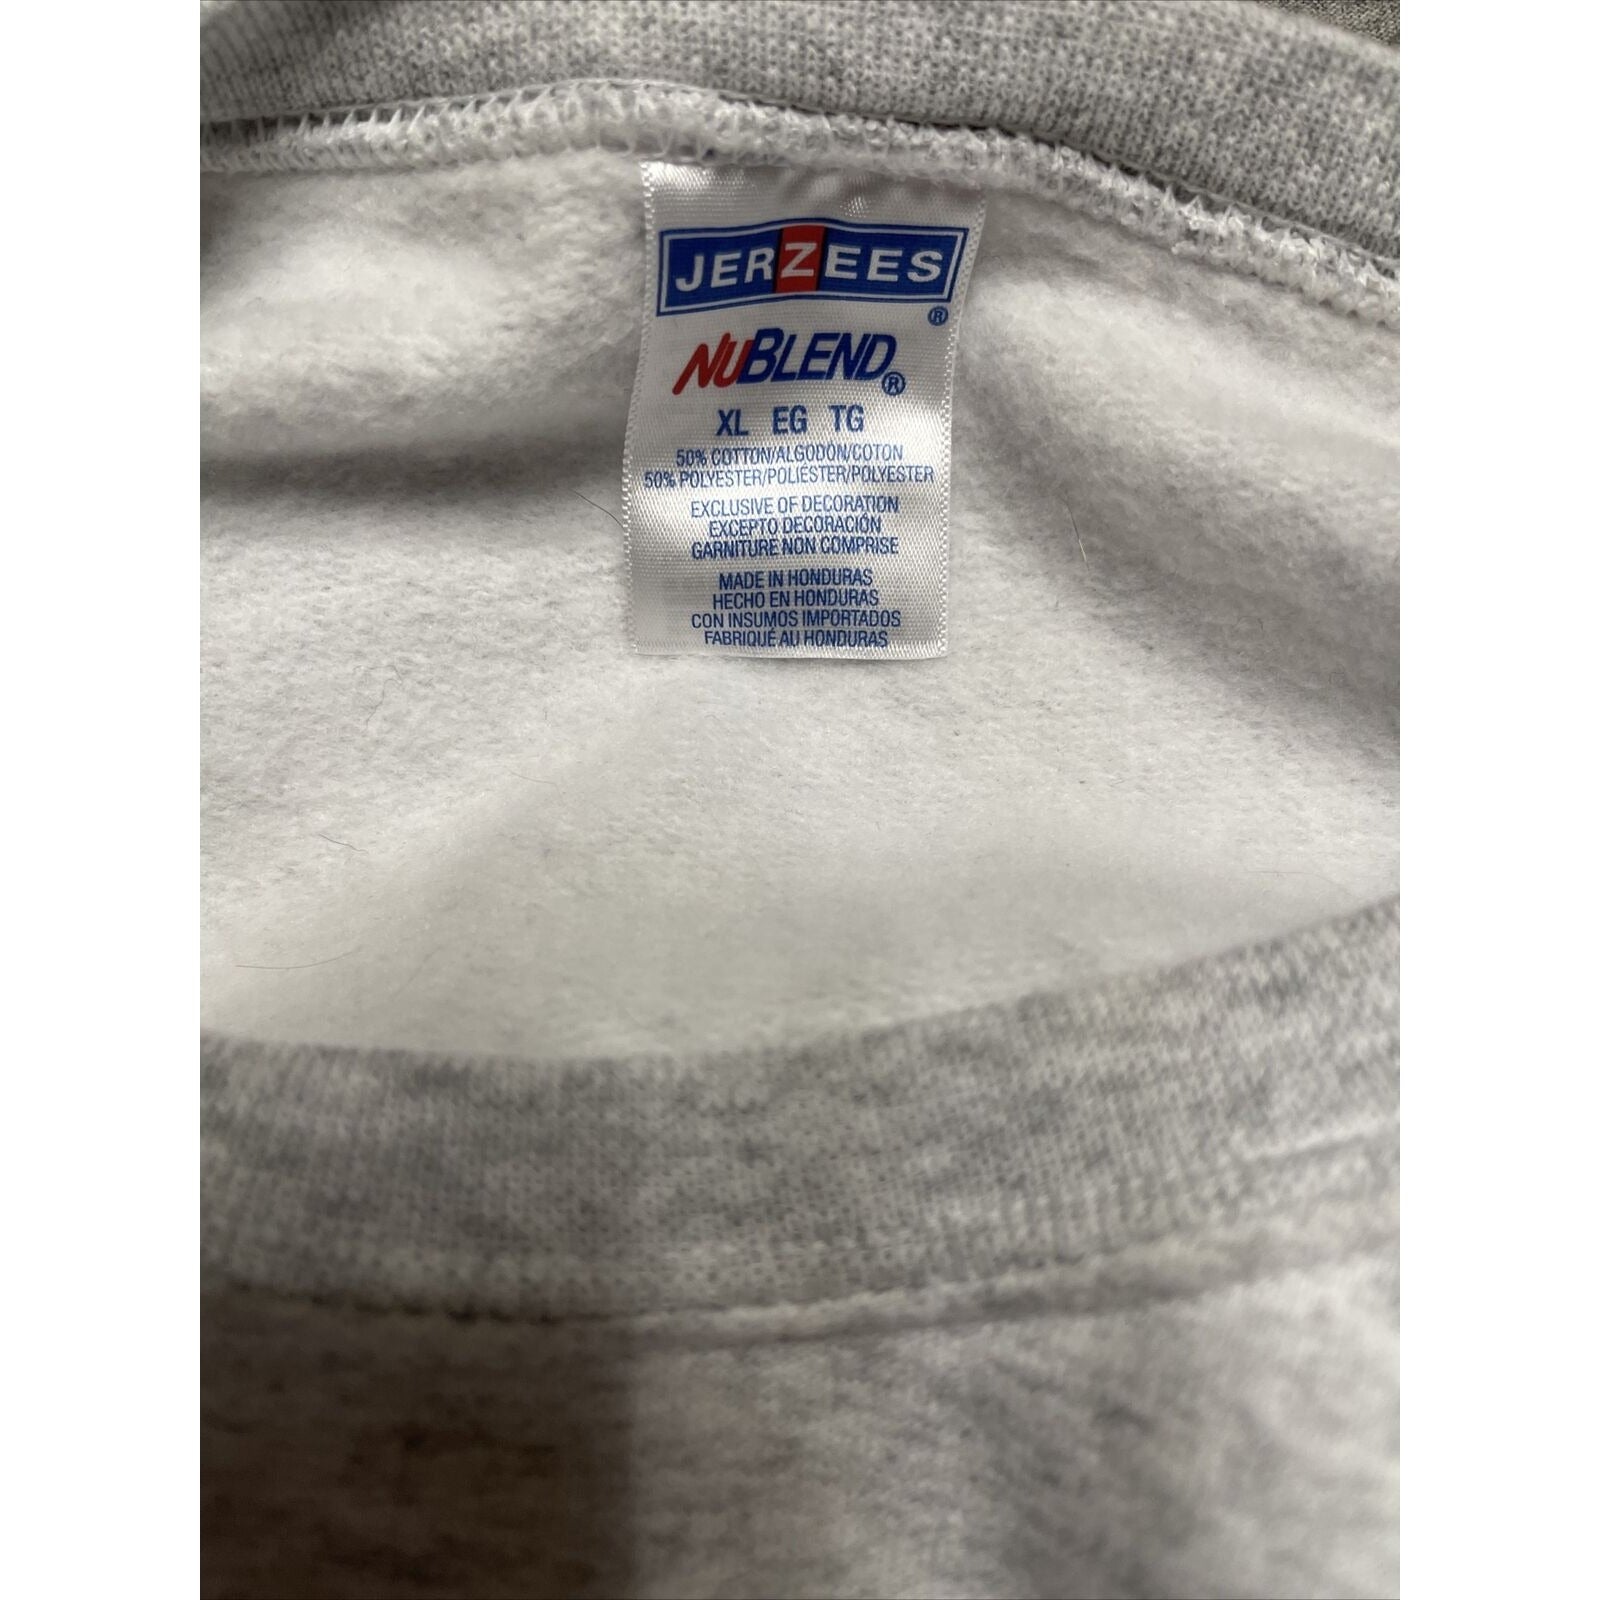 JERZEES
®
NUBLEND®
XL EG TG
50% COTTON/ALGODÓN/COTON
50% POLYESTER/POLIÉSTER/POLYESTER
EXCLUSIVE OF DECORATION
EXCEPTO DECORACIÓN
GARNITURE NON COMPRISE
MADE IN HONDURAS
HECHO EN HONDURAS
CON INSUMOS IMPORTADOS
FABRIQUÉ AU HONDURAS